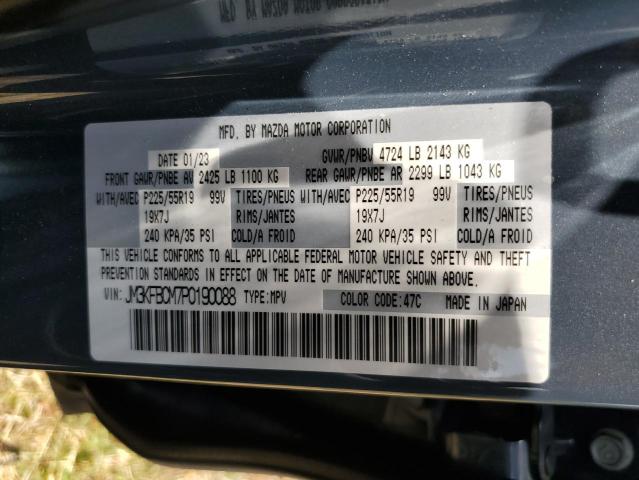 MFD. BY MAZDA MOTOR CORPORATION
DATE 01/23 GVWR/PNBV 4724 LB 2143 KG
FRONT GAWR/PNBE AV 2425 LB 1100 KG REAR GAWR/PNBE AR 2299 LB 1043 KG
WITH/AVEC P225/55R19 99V TIRES/PNEUS WITH/AVEC P225/55R19 99V TIRES/PNEUS
19X7J RIMS/JANTES 19X7J RIMS/JANTES
240 KPA/35 PSI COLD/A FROID 240 KPA/35 PSI COLD/A FROID
THIS VEHICLE CONFORMS TO ALL APPLICABLE FEDERAL MOTOR VEHICLE SAFETY AND THEFT
PREVENTION STANDARDS IN EFFECT ON THE DATE OF MANUFACTURE SHOWN ABOVE.
VIN: JM3KFBCM7P0190088 TYPE:MPV COLOR CODE:47C MADE IN JAPAN